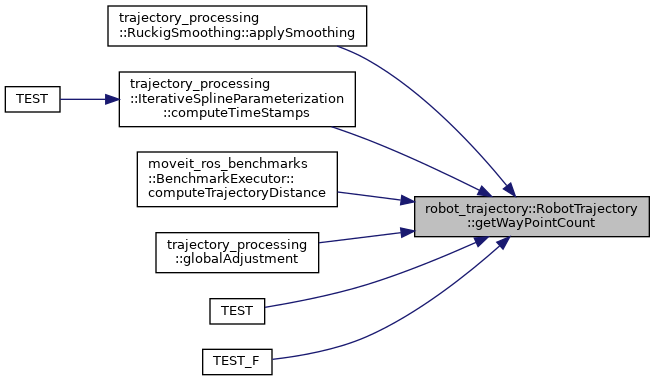 trajectory_processing
::RuckigSmoothing::applySmoothing
trajectory_processing
::IterativeSplineParameterization
::computeTimeStamps
TEST
moveit_ros_benchmarks
::BenchmarkExecutor::
computeTrajectoryDistance
robot_trajectory::RobotTrajectory
::getWayPointCount
trajectory_processing
::globalAdjustment
TEST
TEST_F